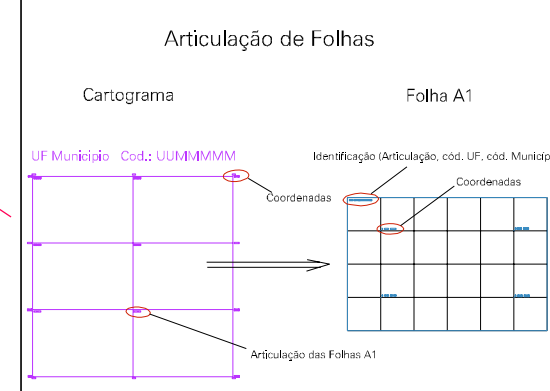 Articulação de Folhas
Cartograma
Folha A1
UF Municipio Cod.: UUMMMMM
Identificação (Articulação, cód. UF, cód. Municíp
Coordenadas
Coordenadas
Articulação das Folhas A1